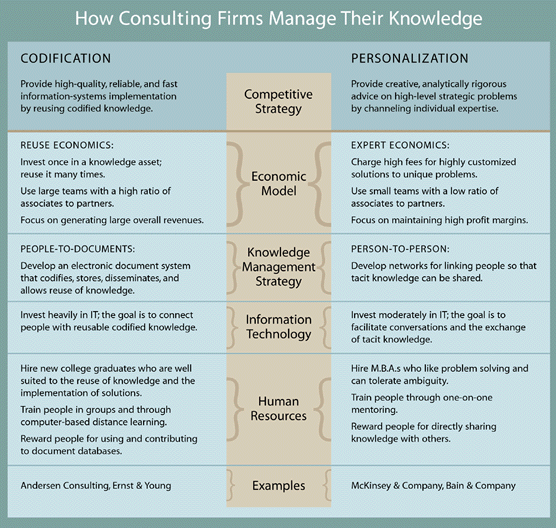 How Consulting Firms Manage Their Knowledge
CODIFICATION
PERSONALIZATION
Provide high-quality, reliable, and fast
information-systems implementation
by reusing codified knowledge.
Competitive
Strategy
Provide creative, analytically rigorous
advice on high-level strategic problems
by channeling individual expertise.
REUSE ECONOMICS:
Invest once in a knowledge asset;
reuse it many times.
Use large teams with a high ratio of
associates to partners.
Focus on generating large overall revenues.
Economic
Model
EXPERT ECONOMICS:
Charge high fees for highly customized
solutions to unique problems.
Use small teams with a low ratio of
associates to partners.
Focus on maintaining high profit margins.
PEOPLE-TO-DOCUMENTS:
Develop an electronic document system
that codifies, stores, disseminates, and
allows reuse of knowledge.
Knowledge
Management
Strategy
PERSON-TO-PERSON:
Develop networks for linking people so that
tacit knowledge can be shared.
Invest heavily in IT; the goal is to connect
people with reusable codified knowledge.
Information
Technology
Invest moderately in IT; the goal is to
facilitate conversations and the exchange
of tacit knowledge.
Hire new college graduates who are well
suited to the reuse of knowledge and the
implementation of solutions.
Train people in groups and through
computer-based distance learning.
Reward people for using and contributing
to document databases.
Human
Resources
Hire M.B.A.s who like problem solving and
can tolerate ambiguity.
Train people through one-on-one
mentoring.
Reward people for directly sharing
knowledge with others.
Andersen Consulting, Ernst & Young
Examples
McKinsey & Company, Bain & Company